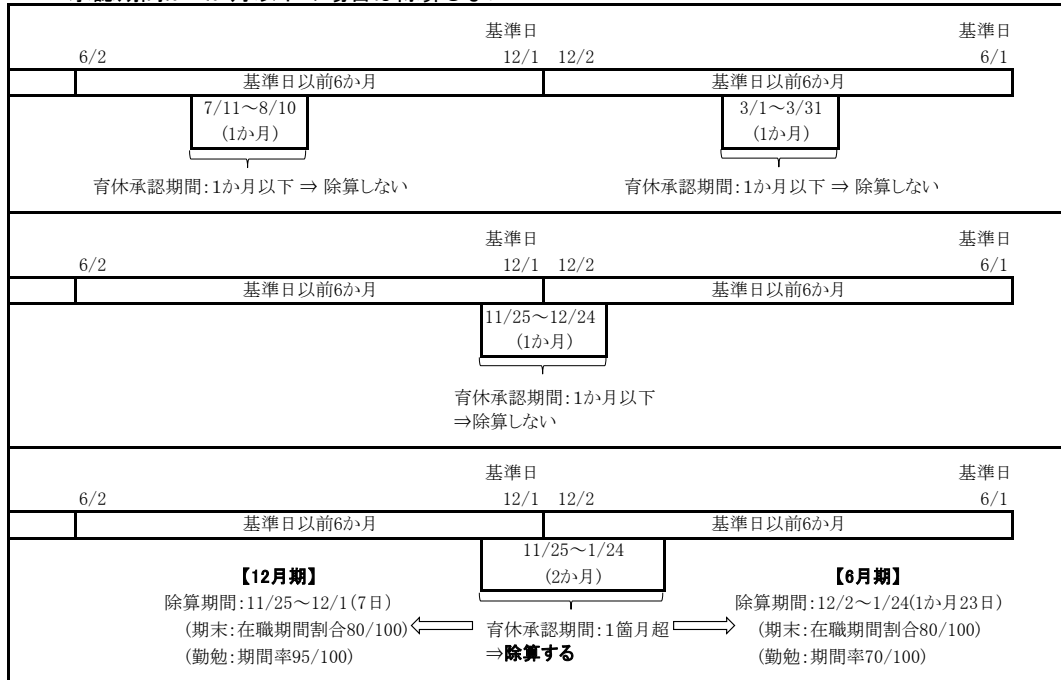 基準日 基準日
6/2 12/1 12/2 6/1
基準日以前6か月 基準日以前6か月
7/11～8/10 3/1～3/31
(1か月) (1か月)
育休承認期間：1か月以下 ⇒ 除算しない 育休承認期間：1か月以下 ⇒ 除算しない
基準日 基準日
6/2 12/1 12/2 6/1
基準日以前6か月 基準日以前6か月
11/25～12/24
(1か月)
育休承認期間：1か月以下
⇒除算しない
基準日 基準日
6/2 12/1 12/2 6/1
基準日以前6か月 基準日以前6か月
11/25～1/24
【12月期】 (2か月) 【6月期】
除算期間：11/25～12/1(7日) 除算期間：12/2～1/24(1か月23日)
(期末：在職期間割合80/100) 育休承認期間：1箇月超 (期末：在職期間割合80/100)
(勤勉：期間率95/100) ⇒除算する (勤勉：期間率70/100)